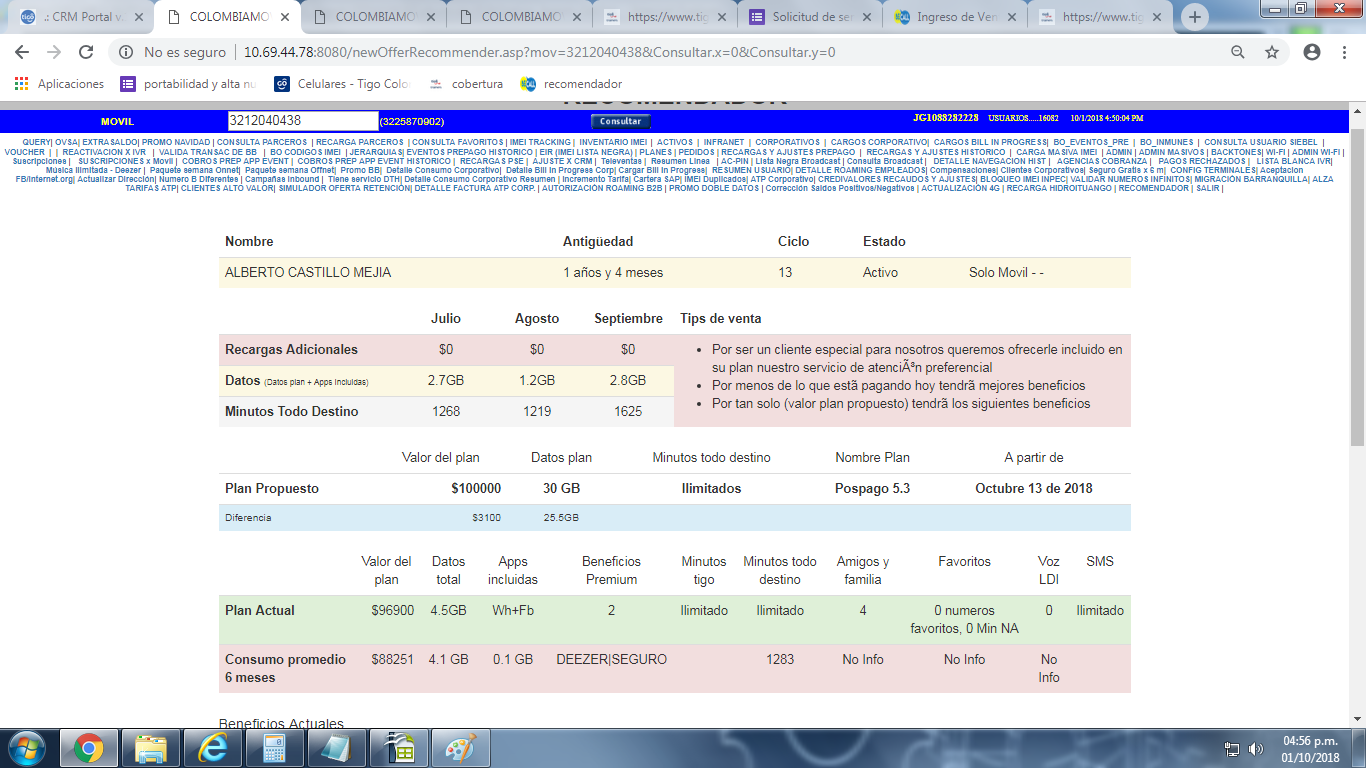 .: CRM Portal v. COLOMBIAMO COLOMBIAMO COLOMBIAMO https://www.tig Solicitud de se Ingreso de Ven https://www.tig
No es seguro | 10.69.44.78:8080/newOfferRecommender.asp?mov=3212040438&Consultar.x=0&Consultar.y=0
Aplicaciones portabilidad y alta nu Celulares - Tigo Colo cobertura recomendador
RECOMENDADOR
MOVIL 3212040438 (3225870902) Consultar JG1088282228 USUARIOS.....16082 10/1/2018 4:50:04 PM
QUERY| OVSA| EXTRASALDO| PROMO NAVIDAD | CONSULTA PARCEROS | RECARGA PARCEROS | CONSULTA FAVORITOS | IMEI TRACKING | INVENTARIO IMEI | ACTIVOS | INFRANET | CORPORATIVOS | CARGOS CORPORATIVO| CARGOS BILL IN PROGRESS| BO_EVENTOS_PRE | BO_INMUNES | CONSULTA USUARIO SIEBEL |
VOUCHER | | REACTIVACION X IVR | VALIDA TRANSAC DE BB | BO CODIGOS IMEI | JERARQUIAS| EVENTOS PREPAGO HISTORICO | EIR (IMEI LISTA NEGRA) | PLANES | PEDIDOS | RECARGAS Y AJUSTES PREPAGO | RECARGAS Y AJUSTES HISTORICO | CARGA MASIVA IMEI | ADMIN | ADMIN MASIVOS | BACKTONES| WI-FI | ADMIN WI-FI |
Suscripciones | SUSCRIPCIONES x Movil | COBROS PREP APP EVENT | COBROS PREP APP EVENT HISTORICO | RECARGAS PSE | AJUSTE X CRM | Televentas | Resumen Linea | AC-PIN | Lista Negra Broadcast | Consulta Broadcast | DETALLE NAVEGACION HIST | AGENCIAS COBRANZA | PAGOS RECHAZADOS | LISTA BLANCA IVR|
Música Ilimitada - Deezer | Paquete semana Onnet| Paquete semana Offnet| Promo BB| Detalle Consumo Corporativo| Detalle Bill In Progress Corp| Cargar Bill In Progress| RESUMEN USUARIO| DETALLE ROAMING EMPLEADOS| Compensaciones| Clientes Corporativos| Seguro Gratis x 6 m| CONFIG TERMINALES| Aceptacion
FB/Internet.org| Actualizar Dirección| Numero B Diferentes | Campañas Inbound | Tiene servicio DTH| Detalle Consumo Corporativo Resumen | Incremento Tarifa| Cartera SAP| IMEI Duplicados| ATP Corporativo| CREDIVALORES RECAUDOS Y AJUSTES| BLOQUEO IMEI INPEC| VALIDAR NUMEROS INFINITOS| MIGRACIÓN BARRANQUILLA| ALZA
TARIFAS ATP| CLIENTES ALTO VALOR| SIMULADOR OFERTA RETENCIÓN| DETALLE FACTURA ATP CORP. | AUTORIZACIÓN ROAMING B2B | PROMO DOBLE DATOS | Corrección Saldos Positivos/Negativos | ACTUALIZACIÓN 4G | RECARGA HIDROITUANGO | RECOMENDADOR | SALIR |
Nombre Antigüedad Ciclo Estado
ALBERTO CASTILLO MEJIA 1 años y 4 meses 13 Activo Solo Movil - -
Julio Agosto Septiembre Tips de venta
Recargas Adicionales $0 $0 $0
Datos (Datos plan + Apps incluidas) 2.7GB 1.2GB 2.8GB
Minutos Todo Destino 1268 1219 1625
• Por ser un cliente especial para nosotros queremos ofrecerle incluido en
su plan nuestro servicio de atenciÃ³n preferencial
• Por menos de lo que estã pagando hoy tendrã mejores beneficios
• Por tan solo (valor plan propuesto) tendrã los siguientes beneficios
Valor del plan Datos plan Minutos todo destino Nombre Plan A partir de
Plan Propuesto $100000 30 GB Ilimitados Pospago 5.3 Octubre 13 de 2018
Diferencia $3100 25.5GB
Valor del Datos Apps Beneficios Minutos Minutos todo Amigos y Favoritos Voz SMS
plan total incluidas Premium tigo destino familia LDI
Plan Actual $96900 4.5GB Wh+Fb 2 Ilimitado Ilimitado 4 0 numeros 0 Ilimitado
favoritos, 0 Min NA
Consumo promedio $88251 4.1 GB 0.1 GB DEEZER|SEGURO 1283 No Info No Info No
6 meses Info
Beneficios Actuales
04:56 p.m.
01/10/2018